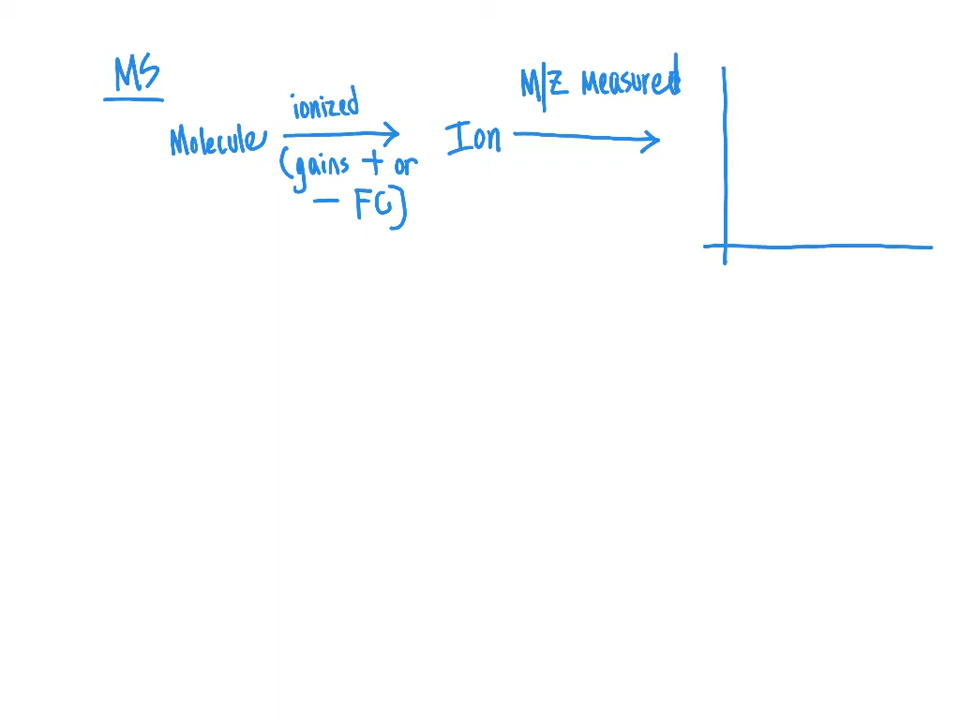 MS
Molecule
ionized
(gains + or
- FC)
Ion
M/Z Measured